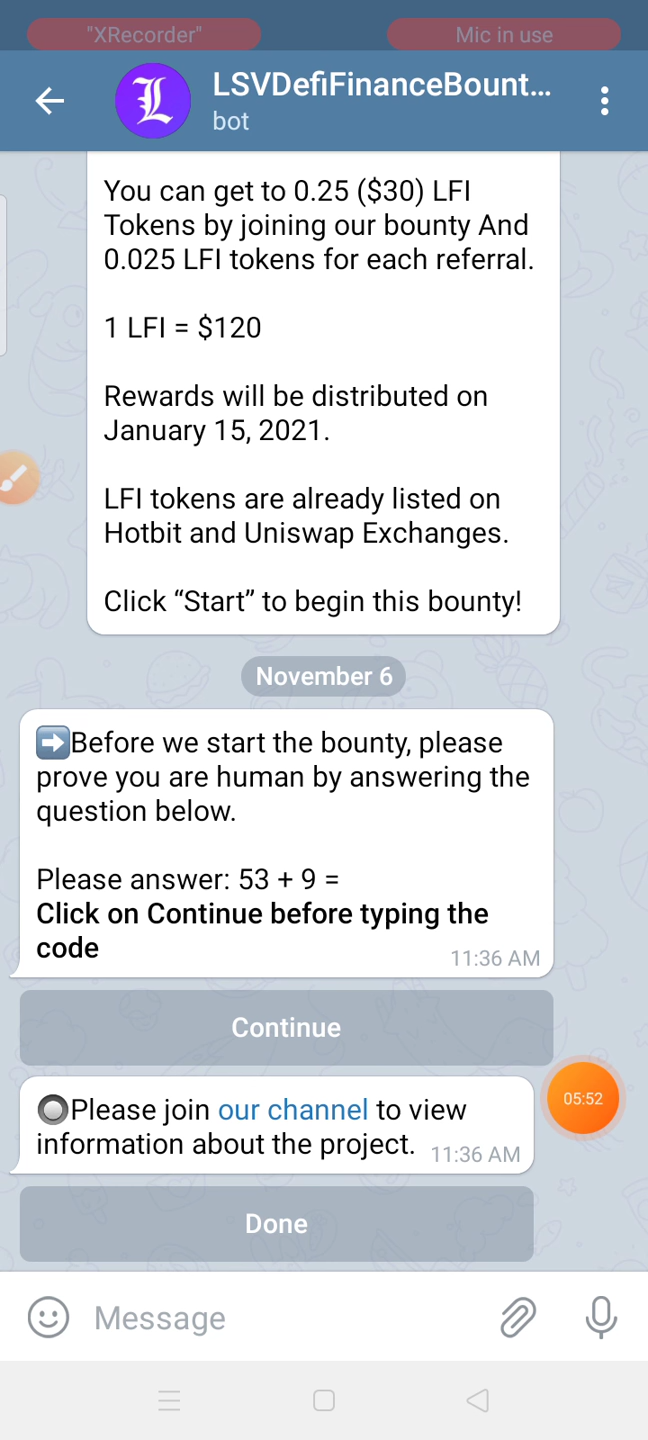 "XRecorder"
Mic in use
LSVDefiFinanceBount...
bot
You can get to 0.25 ($30) LFI
Tokens by joining our bounty And
0.025 LFI tokens for each referral.
1 LFI = $120
Rewards will be distributed on
January 15, 2021.
LFI tokens are already listed on
Hotbit and Uniswap Exchanges.
Click “Start” to begin this bounty!
November 6
➡️Before we start the bounty, please
prove you are human by answering the
question below.
Please answer: 53 + 9 =
Click on Continue before typing the
code
11:36 AM
Continue
🔘Please join our channel to view
information about the project.
11:36 AM
05:52
Done
Message